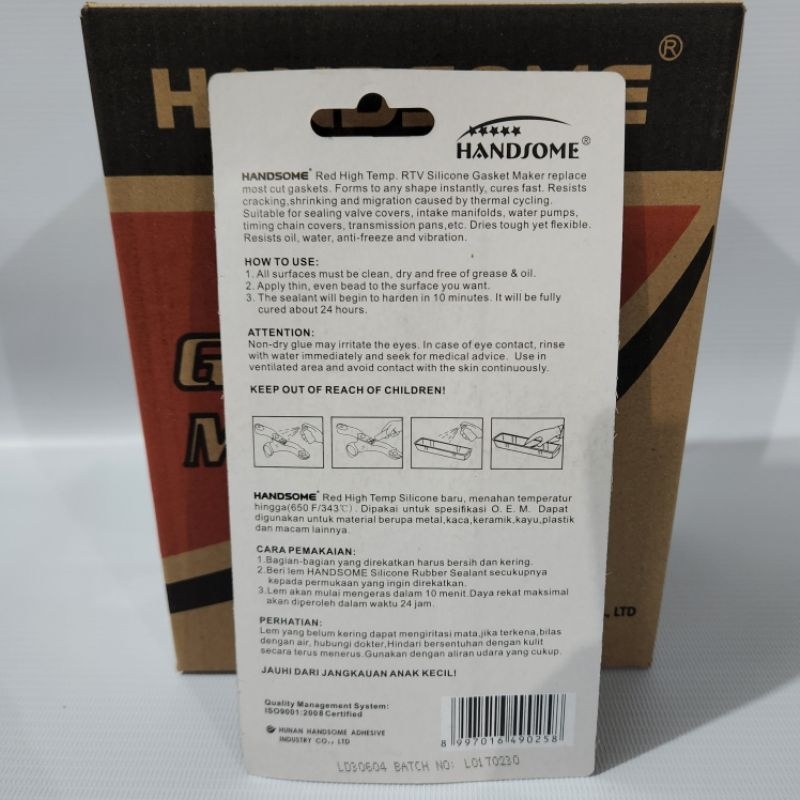 ®
HANDSOME®
HANDSOME® Red High Temp. RTV Silicone Gasket Maker replace
most cut gaskets. Forms to any shape instantly, cures fast. Resists
cracking,shrinking and migration caused by thermal cycling.
Suitable for sealing valve covers, intake manifolds, water pumps,
timing chain covers, transmission pans,etc. Dries tough yet flexible.
Resists oil, water, anti-freeze and vibration.
HOW TO USE:
1. All surfaces must be clean, dry and free of grease & oil.
2. Apply thin, even bead to the surface you want.
3. The sealant will begin to harden in 10 minutes. It will be fully
cured about 24 hours.
ATTENTION:
Non-dry glue may irritate the eyes. In case of eye contact, rinse
with water immediately and seek for medical advice. Use in
ventilated area and avoid contact with the skin continuously.
KEEP OUT OF REACH OF CHILDREN!
HANDSOME® Red High Temp Silicone baru, menahan temperatur
hingga(650 F/343℃). Dipakai untuk spesifikasi O. E. M. Dapat
digunakan untuk material berupa metal,kaca,keramik,kayu,plastik
dan macam lainnya.
CARA PEMAKAIAN:
1.Bagian-bagian yang direkatkan harus bersih dan kering.
2.Beri lem HANDSOME Silicone Rubber Sealant secukupnya
kepada permukaan yang ingin direkatkan.
3.Lem akan mulai mengeras dalam 10 menit.Daya rekat maksimal
akan diperoleh dalam waktu 24 jam.
PERHATIAN:
Lem yang belum kering dapat mengiritasi mata,jika terkena,bilas
dengan air, hubungi dokter,Hindari bersentuhan dengan kulit
secara terus menerus.Gunakan dengan aliran udara yang cukup.
JAUHI DARI JANGKAUAN ANAK KECIL!
Quality Management System:
ISO9001:2008 Certified
HUNAN HANDSOME ADHESIVE
INDUSTRY CO., LTD
8 997016 490258
LD30604 BATCH NO: L0170230
., LTD